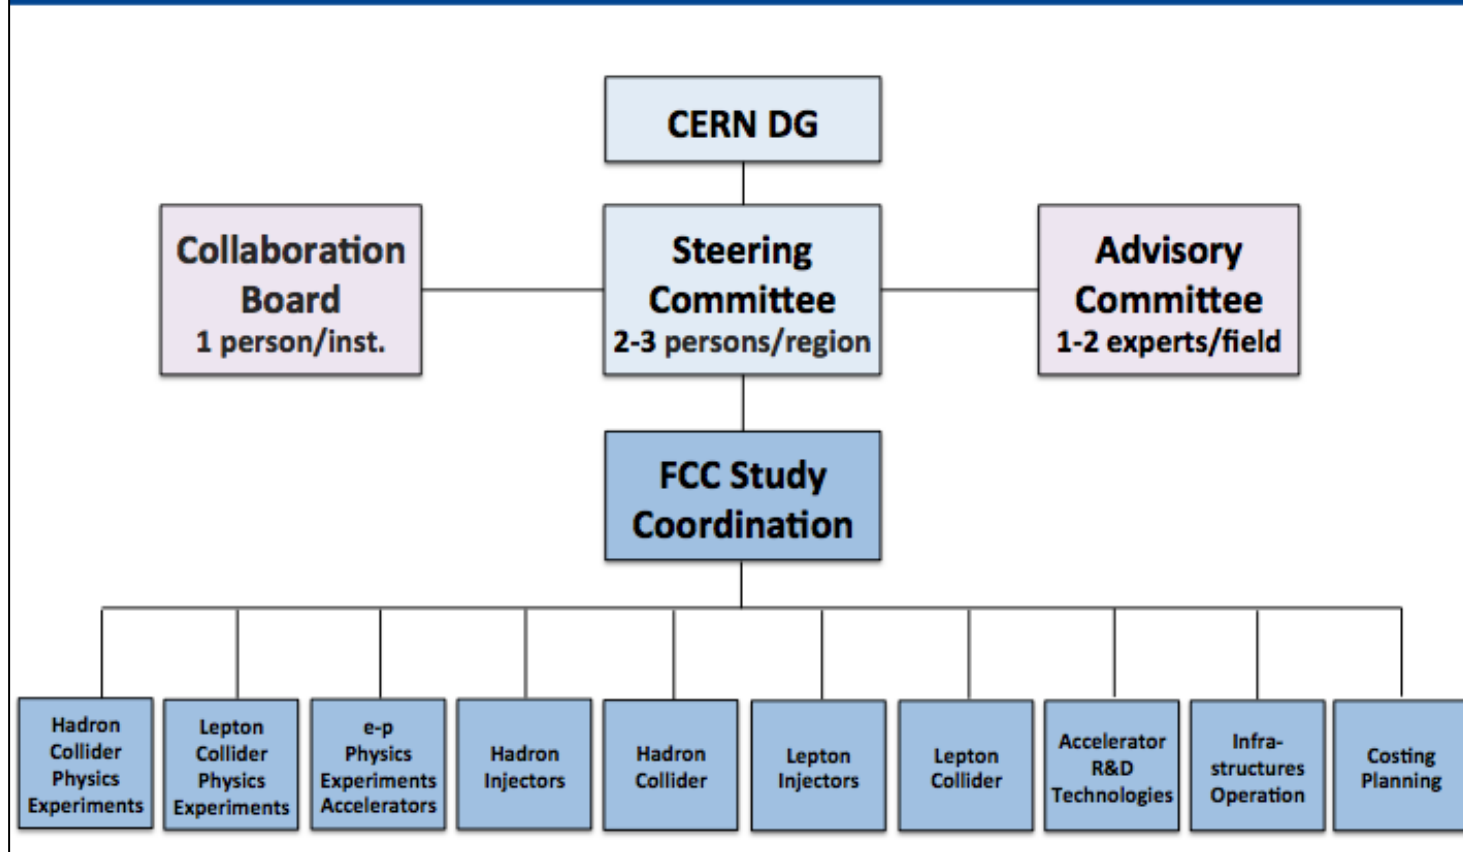 CERN DG
Collaboration
Board
1 person/inst.
Steering
Committee
2-3 persons/region
Advisory
Committee
1-2 experts/field
FCC Study
Coordination
Hadron
Collider
Physics
Experiments
Lepton
Collider
Physics
Experiments
e-p
Physics
Experiments
Accelerators
Hadron
Injectors
Hadron
Collider
Lepton
Injectors
Lepton
Collider
Accelerator
R&D
Technologies
Infra-
structures
Operation
Costing
Planning